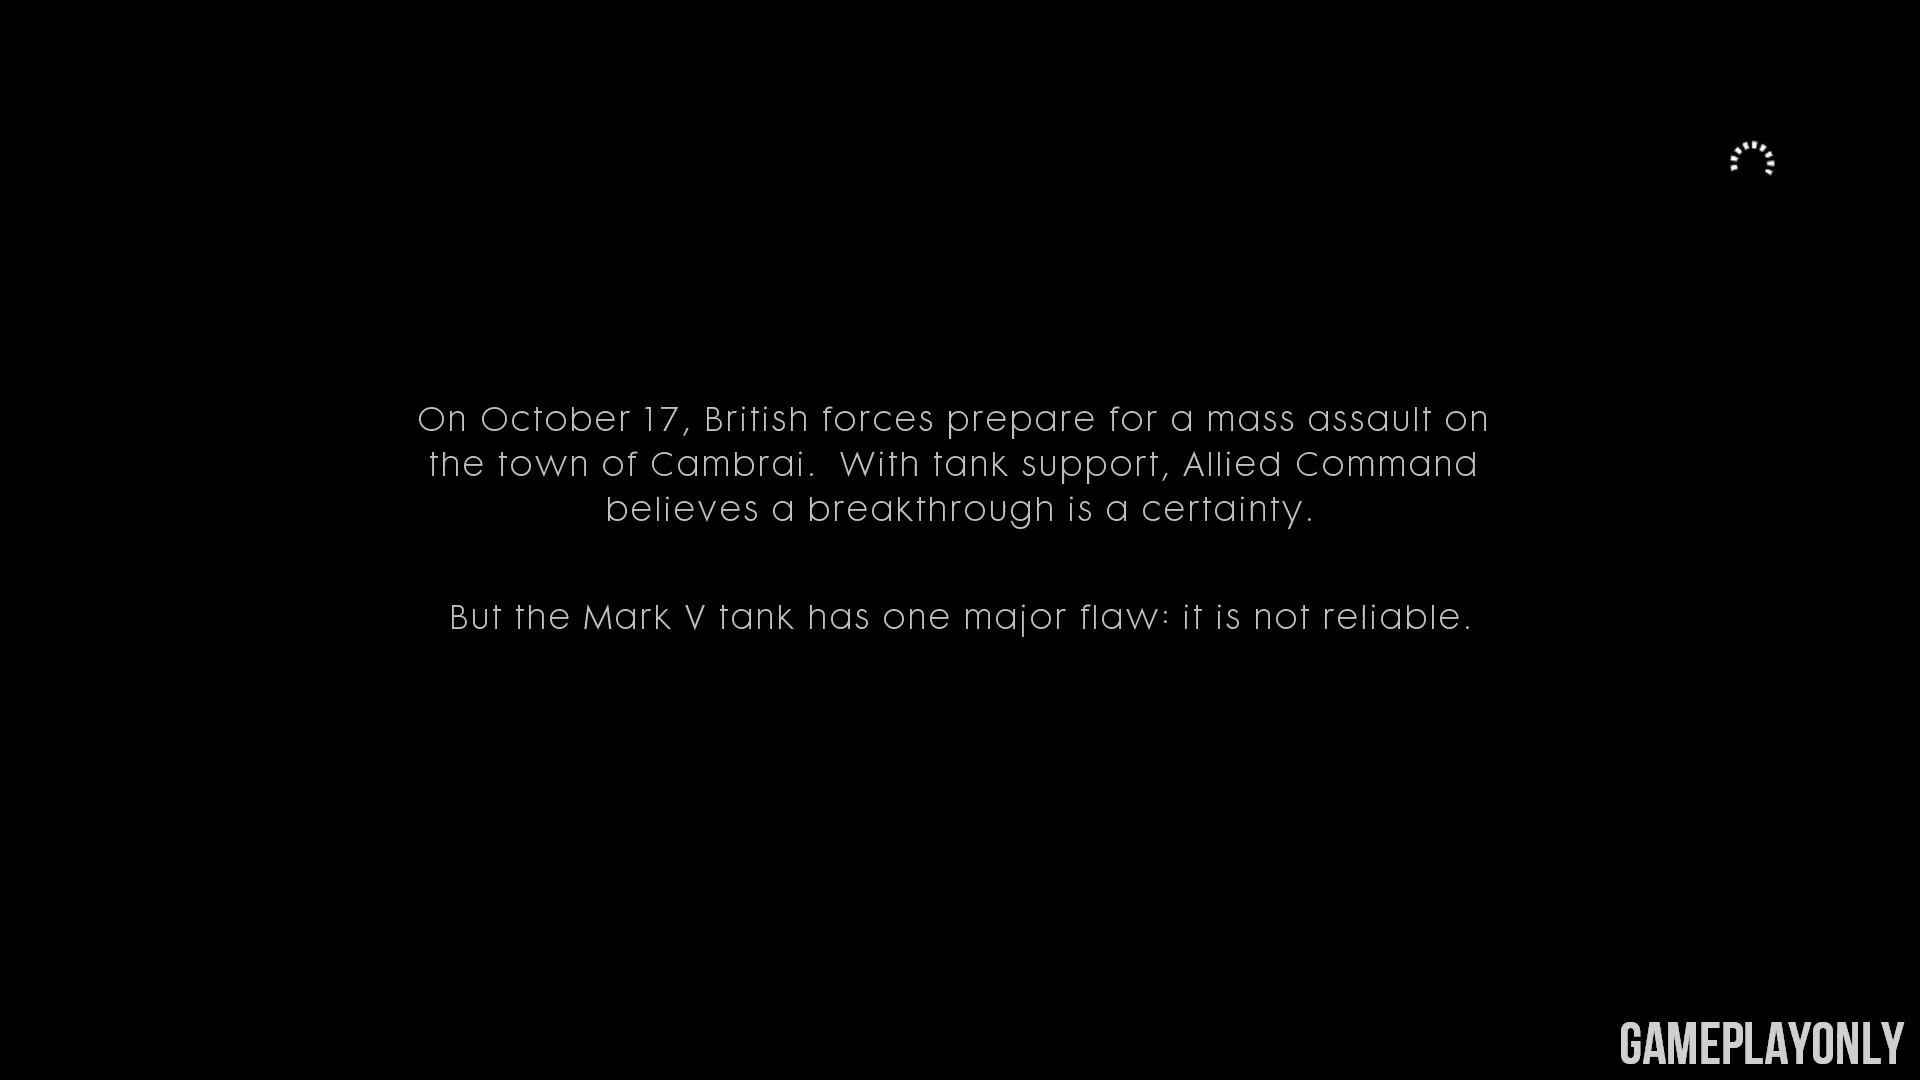 On October 17, British forces prepare for a mass assault on
the town of Cambrai.  With tank support, Allied Command
believes a breakthrough is a certainty.
But the Mark V tank has one major flaw: it is not reliable.
GAMEPLAYONLY